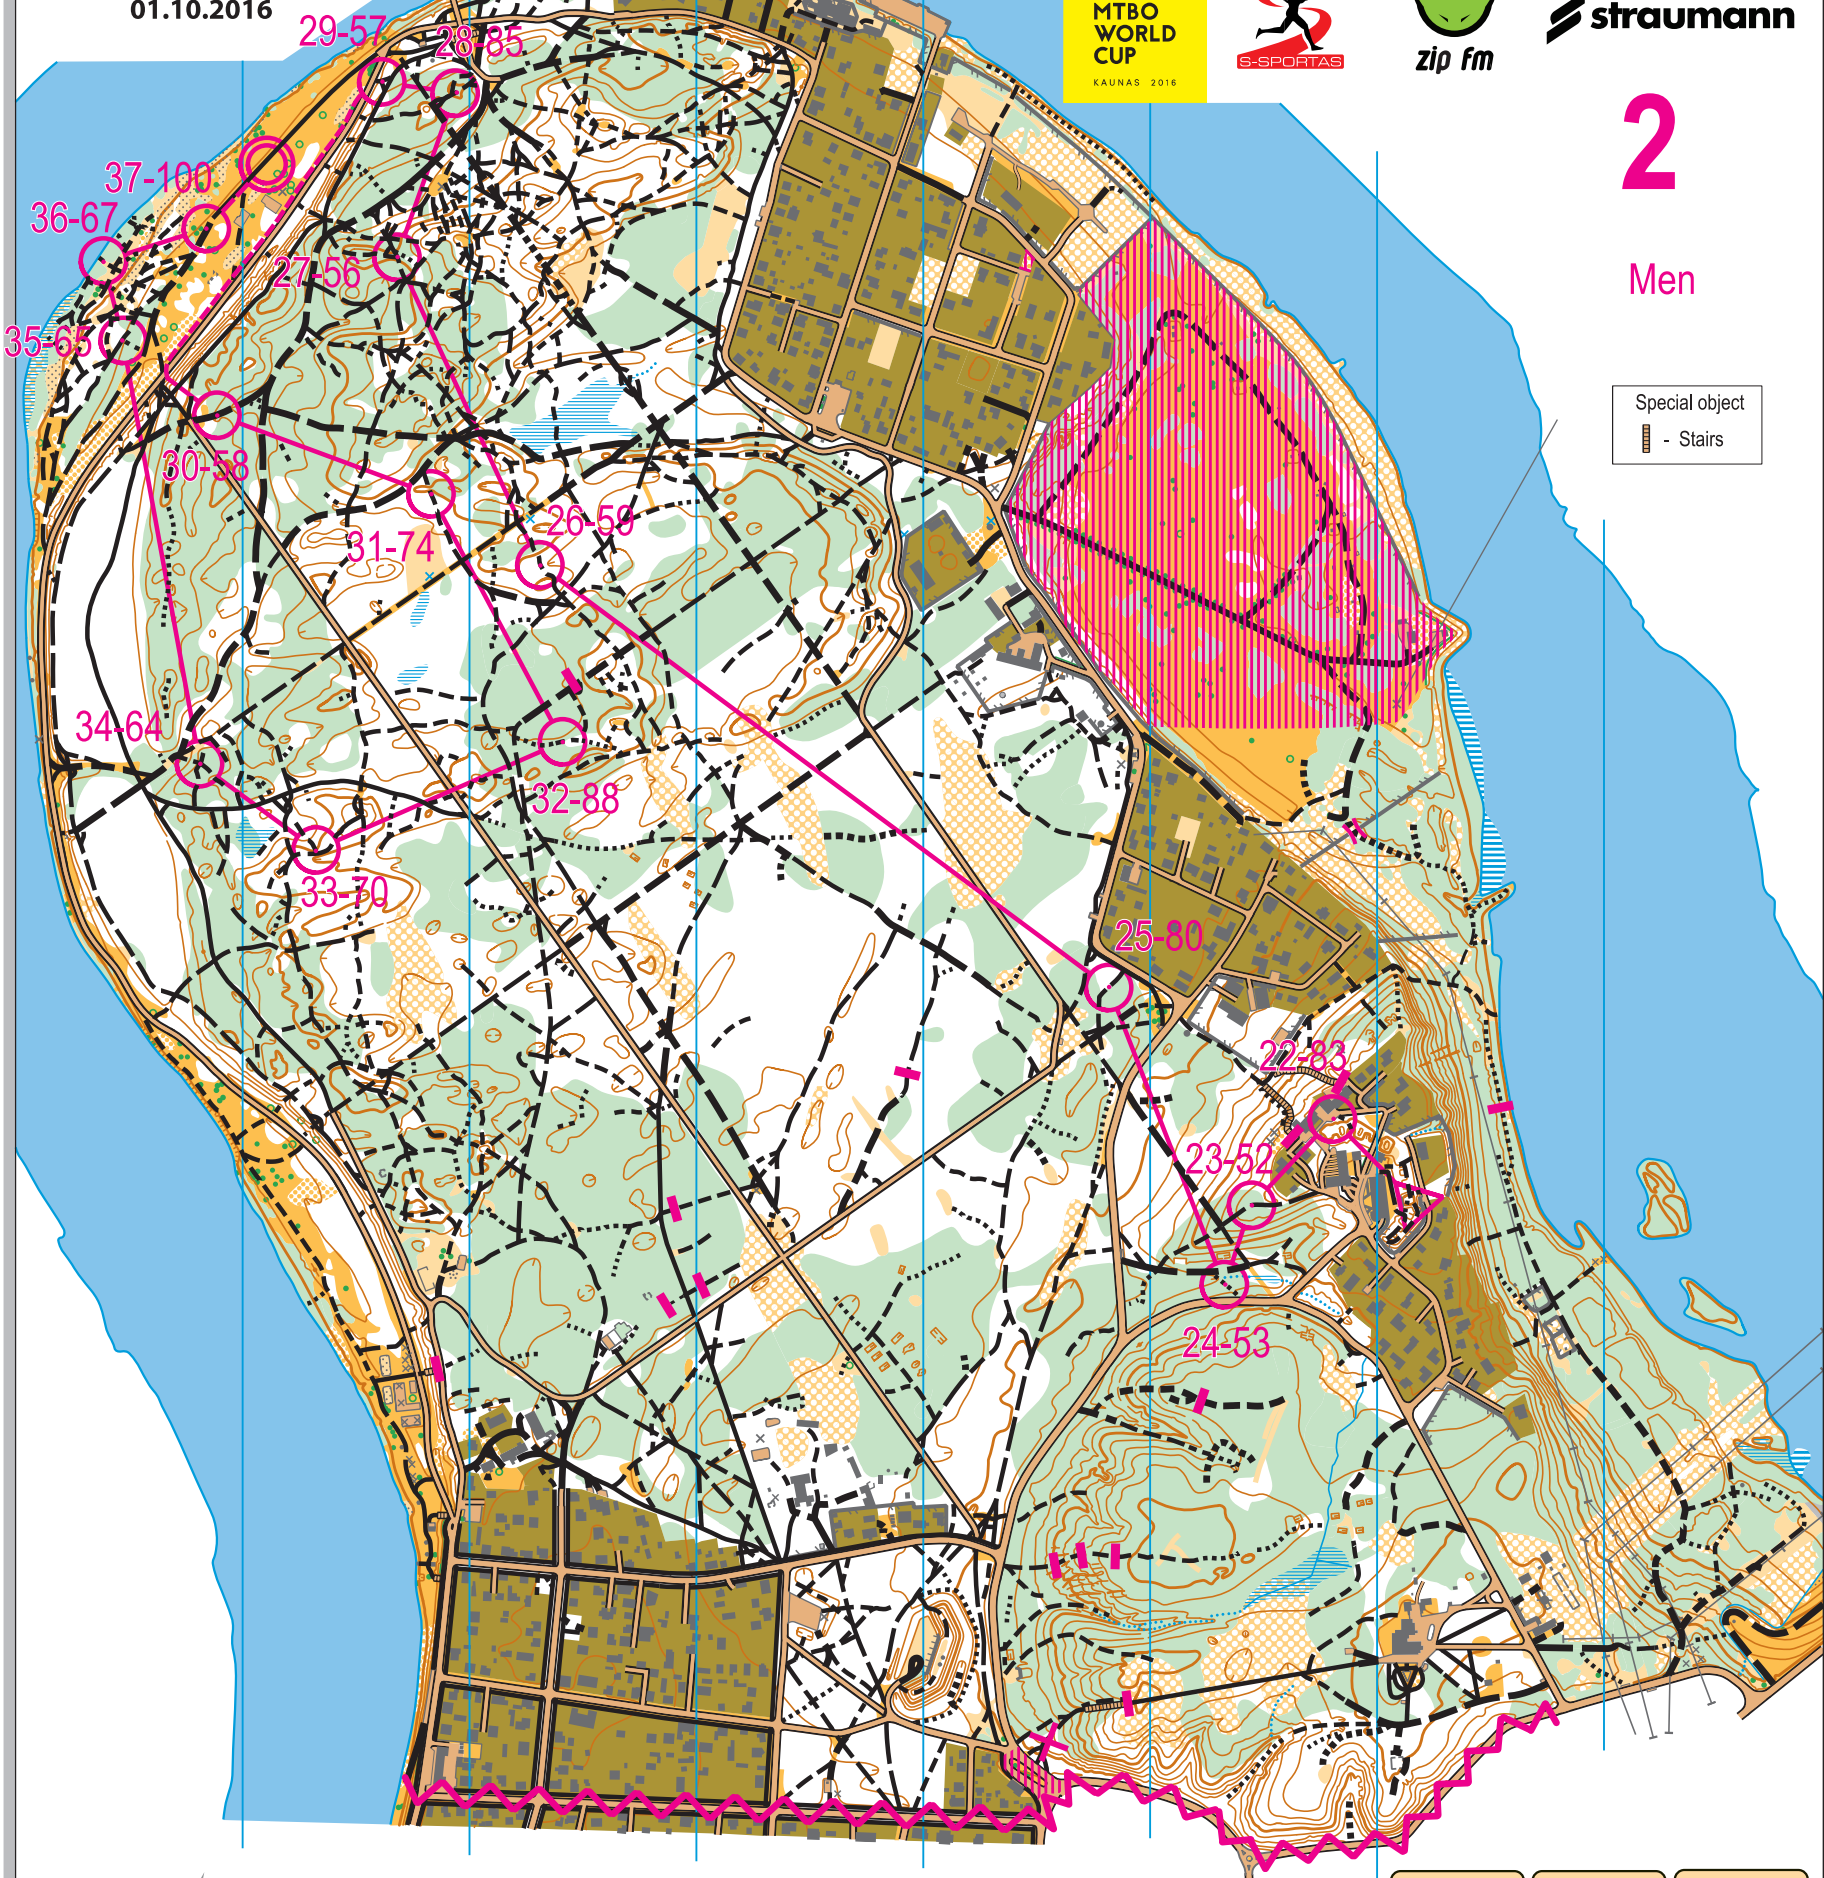 01.10.2016
MTBO
WORLD
CUP
KAUNAS 2016
S-SPORTAS
zip fm
straumann
2
Men
Special object
- Stairs
29-57
28-85
37-100
36-67
27-56
35-65
30-58
26-59
31-74
34-64
32-88
33-70
25-80
22-83
23-52
24-53